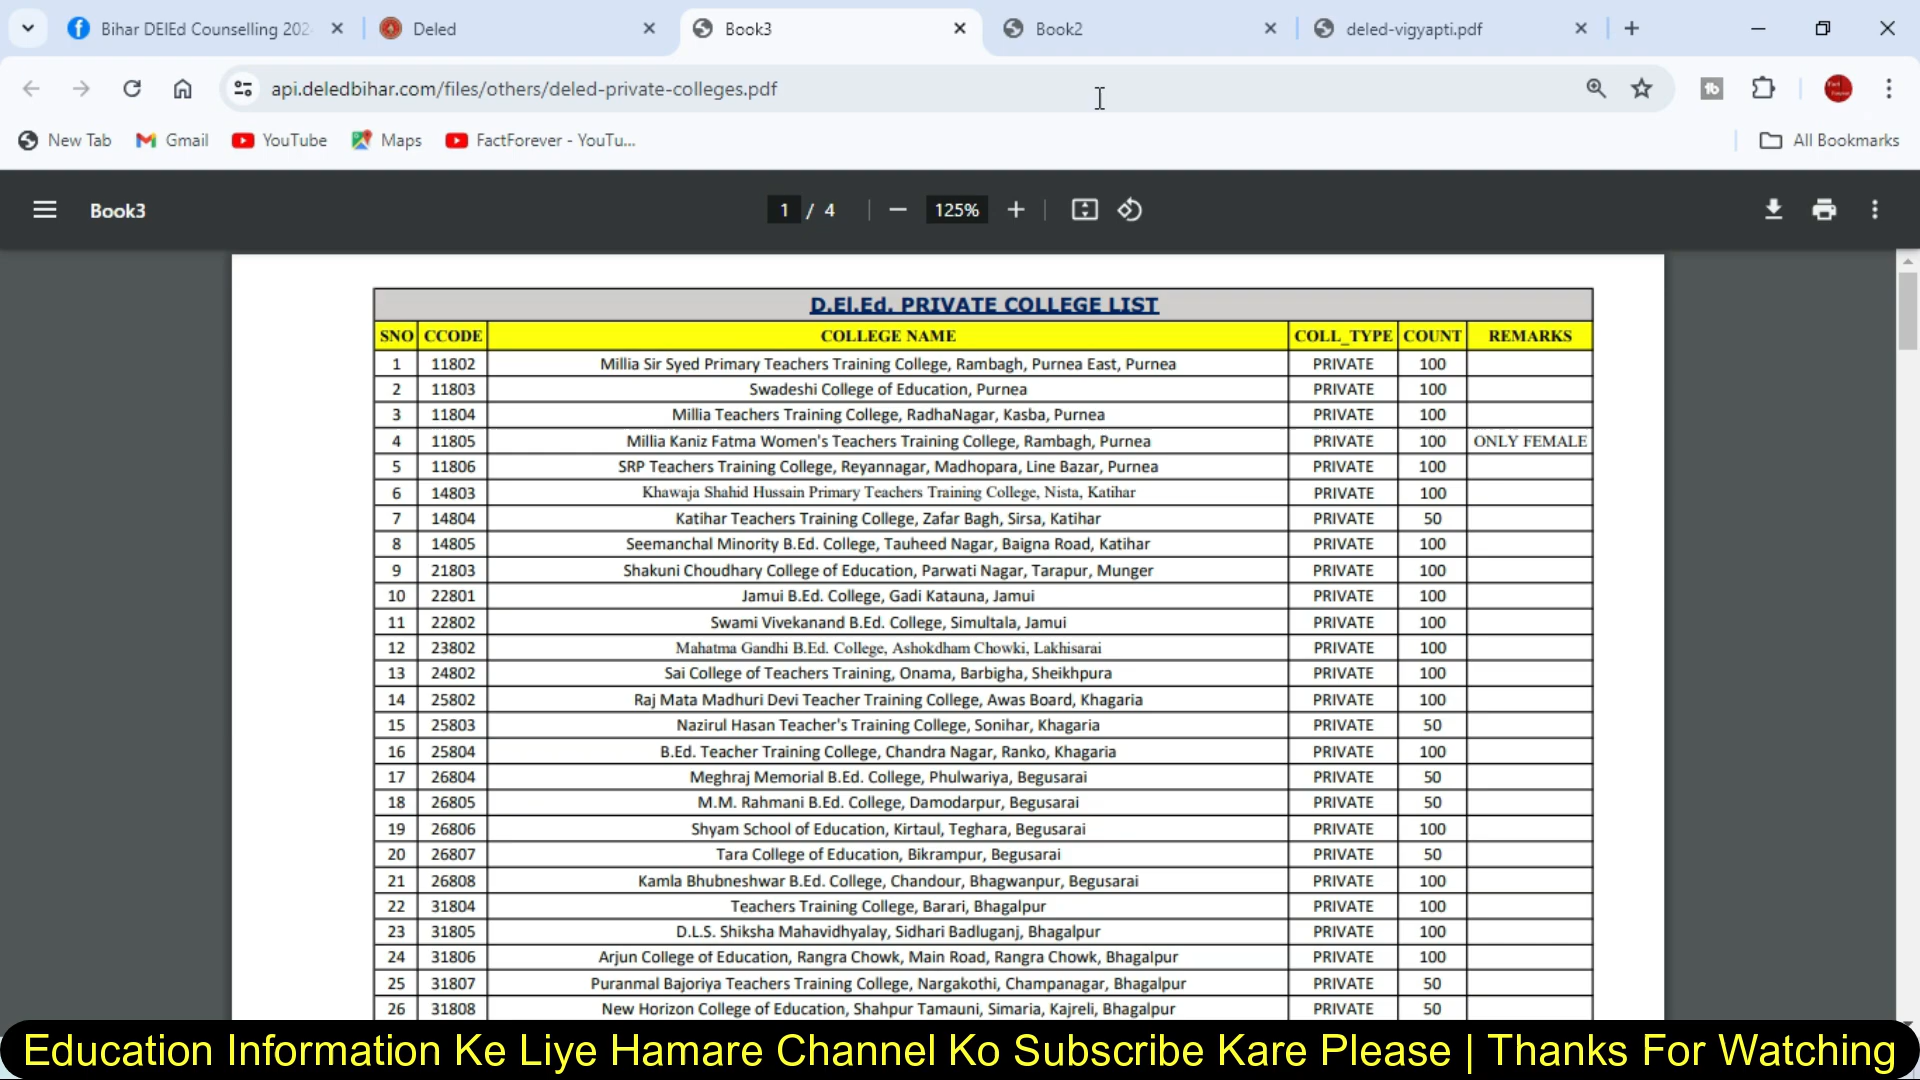 Bihar DElEd Counselling 202
Deled
Book3
Book2
deled-vigyapti.pdf
api.deledbihar.com/files/others/deled-private-colleges.pdf
New Tab
Gmail
YouTube
Maps
FactForever - YouTu...
All Bookmarks
Book3
1 / 4
125%
D.El.Ed. PRIVATE COLLEGE LIST
SNO CCODE COLLEGE NAME COLL_TYPE COUNT REMARKS
1 11802 Millia Sir Syed Primary Teachers Training College, Rambagh, Purnea East, Purnea PRIVATE 100
2 11803 Swadeshi College of Education, Purnea PRIVATE 100
3 11804 Millia Teachers Training College, RadhaNagar, Kasba, Purnea PRIVATE 100
4 11805 Millia Kaniz Fatma Women's Teachers Training College, Rambagh, Purnea PRIVATE 100 ONLY FEMALE
5 11806 SRP Teachers Training College, Reyannagar, Madhopara, Line Bazar, Purnea PRIVATE 100
6 14803 Khawaja Shahid Hussain Primary Teachers Training College, Nista, Katihar PRIVATE 100
7 14804 Katihar Teachers Training College, Zafar Bagh, Sirsa, Katihar PRIVATE 50
8 14805 Seemanchal Minority B.Ed. College, Tauheed Nagar, Baigna Road, Katihar PRIVATE 100
9 21803 Shakuni Choudhary College of Education, Parwati Nagar, Tarapur, Munger PRIVATE 100
10 22801 Jamui B.Ed. College, Gadi Katauna, Jamui PRIVATE 100
11 22802 Swami Vivekanand B.Ed. College, Simultala, Jamui PRIVATE 100
12 23802 Mahatma Gandhi B.Ed. College, Ashokdham Chowki, Lakhisarai PRIVATE 100
13 24802 Sai College of Teachers Training, Onama, Barbigha, Sheikhpura PRIVATE 100
14 25802 Raj Mata Madhuri Devi Teacher Training College, Awas Board, Khagaria PRIVATE 100
15 25803 Nazirul Hasan Teacher's Training College, Sonihar, Khagaria PRIVATE 50
16 25804 B.Ed. Teacher Training College, Chandra Nagar, Ranko, Khagaria PRIVATE 100
17 26804 Meghraj Memorial B.Ed. College, Phulwariya, Begusarai PRIVATE 50
18 26805 M.M. Rahmani B.Ed. College, Damodarpur, Begusarai PRIVATE 50
19 26806 Shyam School of Education, Kirtaul, Teghara, Begusarai PRIVATE 100
20 26807 Tara College of Education, Bikrampur, Begusarai PRIVATE 50
21 26808 Kamla Bhubneshwar B.Ed. College, Chandour, Bhagwanpur, Begusarai PRIVATE 100
22 31804 Teachers Training College, Barari, Bhagalpur PRIVATE 100
23 31805 D.L.S. Shiksha Mahavidhyalay, Sidhari Badluganj, Bhagalpur PRIVATE 100
24 31806 Arjun College of Education, Rangra Chowk, Main Road, Rangra Chowk, Bhagalpur PRIVATE 100
25 31807 Puranmal Bajoriya Teachers Training College, Nargakothi, Champanagar, Bhagalpur PRIVATE 50
26 31808 New Horizon College of Education, Shahpur Tamauni, Simaria, Kajreli, Bhagalpur PRIVATE 50
Education Information Ke Liye Hamare Channel Ko Subscribe Kare Please | Thanks For Watching